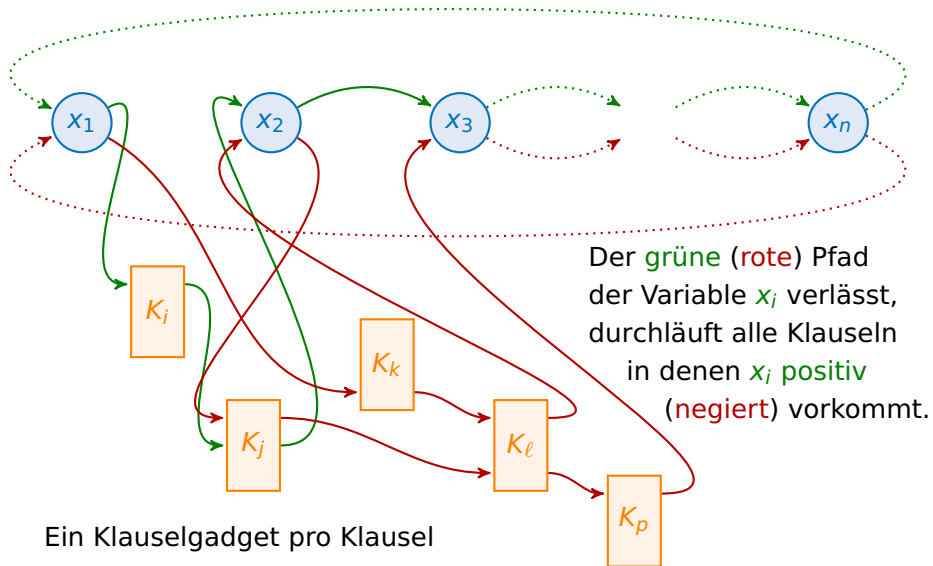 x₁
x₂
x₃
xₙ
Der grüne (rote) Pfad
der Variable xᵢ verlässt,
durchläuft alle Klauseln
in denen xᵢ positiv
(negiert) vorkommt.
Kᵢ
Kₖ
Kⱼ
K_ℓ
Kₚ
Ein Klauselgadget pro Klausel